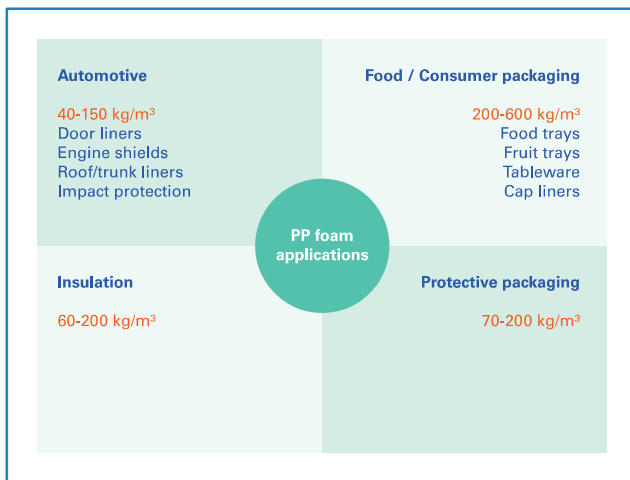 Automotive
40-150 kg/m³
Door liners
Engine shields
Roof/trunk liners
Impact protection
Food / Consumer packaging
200-600 kg/m³
Food trays
Fruit trays
Tableware
Cap liners
PP foam
applications
Insulation
60-200 kg/m³
Protective packaging
70-200 kg/m³